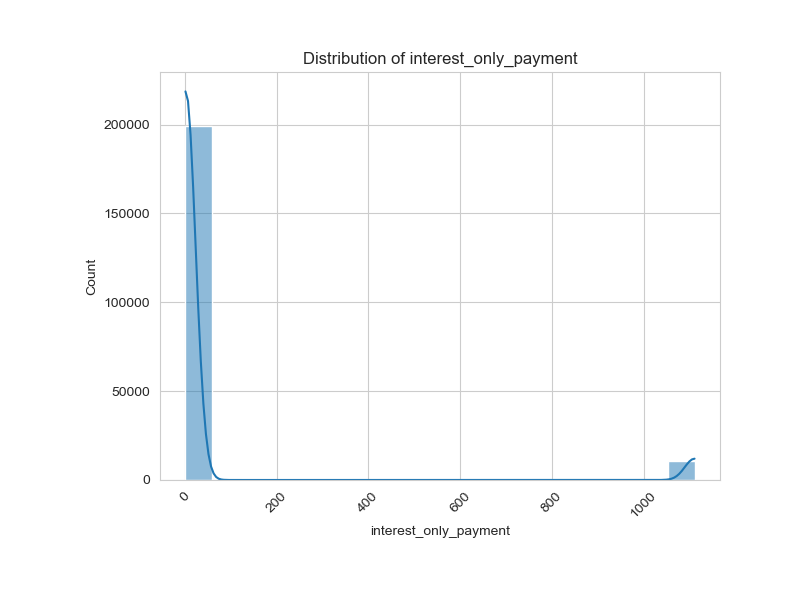 Distribution of interest_only_payment
200000
150000
100000
50000
0
Count
0 200 400 600 800 1000
interest_only_payment